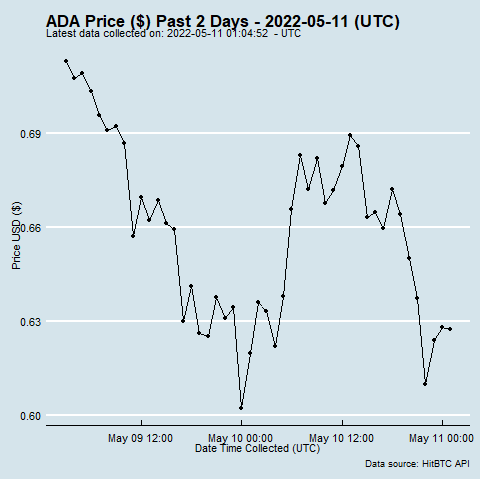 ADA Price ($) Past 2 Days - 2022-05-11 (UTC)
Latest data collected on: 2022-05-11 01:04:52 - UTC
0.69
0.66
0.63
0.60
Price USD ($)
May 09 12:00 May 10 00:00 May 10 12:00 May 11 00:00
Date Time Collected (UTC)
Data source: HitBTC API